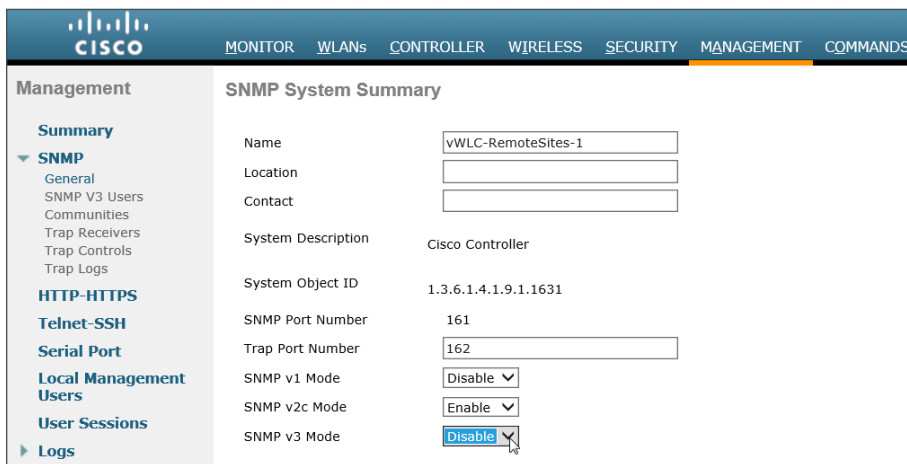 CISCO
MONITOR WLANs CONTROLLER WIRELESS SECURITY MANAGEMENT COMMANDS
Management
Summary
SNMP
General
SNMP V3 Users
Communities
Trap Receivers
Trap Controls
Trap Logs
HTTP-HTTPS
Telnet-SSH
Serial Port
Local Management
Users
User Sessions
Logs
SNMP System Summary
Name vWLC-RemoteSites-1
Location
Contact
System Description Cisco Controller
System Object ID 1.3.6.1.4.1.9.1.1631
SNMP Port Number 161
Trap Port Number 162
SNMP v1 Mode Disable
SNMP v2c Mode Enable
SNMP v3 Mode Disable